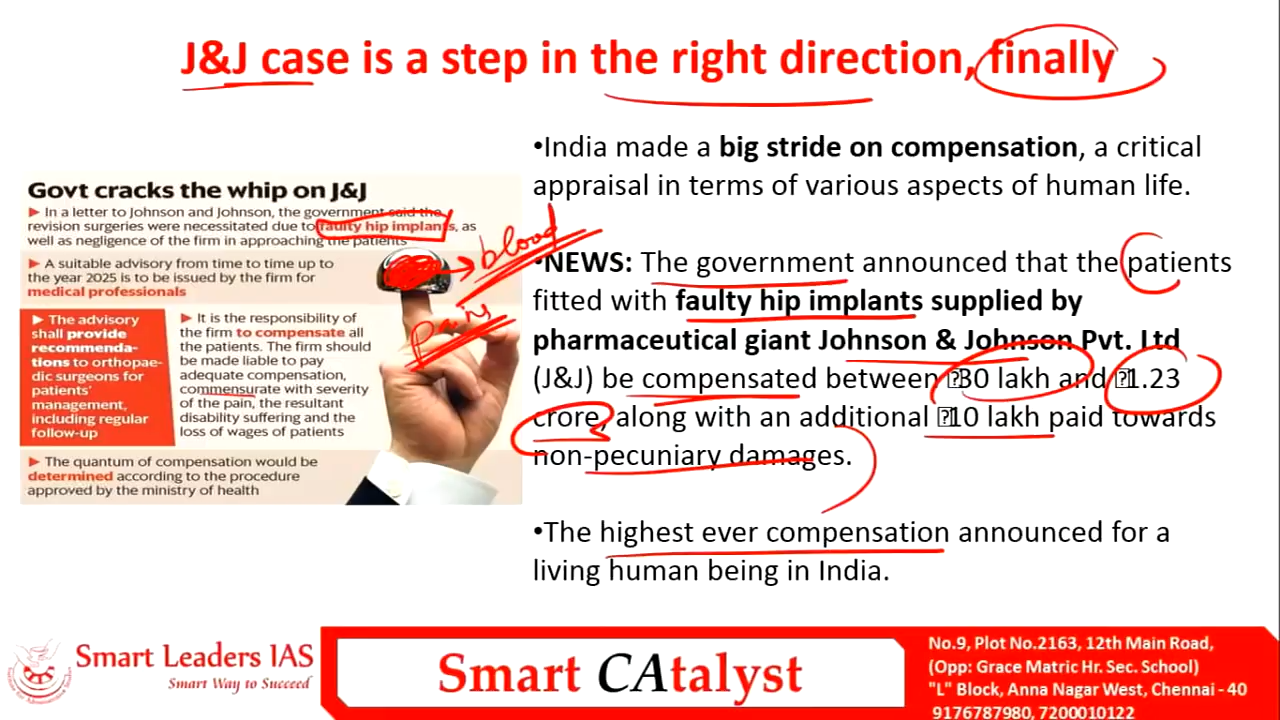 J&J case is a step in the right direction, finally
Govt cracks the whip on J&J
► In a letter to Johnson and Johnson, the government said the
revision surgeries were necessitated due to faulty hip implants, as
well as negligence of the firm in approaching the patients
► A suitable advisory from time to time up to
the year 2025 is to be issued by the firm for
medical professionals
► The advisory
shall provide
recommenda-
tions to orthopae-
dic surgeons for
patients'
management,
including regular
follow-up
► It is the responsibility of
the firm to compensate all
the patients. The firm should
be made liable to pay
adequate compensation,
commensurate with severity
of the pain, the resultant
disability suffering and the
loss of wages of patients
► The quantum of compensation would be
determined according to the procedure
approved by the ministry of health
blood
pain
•India made a big stride on compensation, a critical
appraisal in terms of various aspects of human life.
•NEWS: The government announced that the patients
fitted with faulty hip implants supplied by
pharmaceutical giant Johnson & Johnson Pvt. Ltd
(J&J) be compensated between 30 lakh and 1.23
crore, along with an additional 10 lakh paid towards
non-pecuniary damages.
•The highest ever compensation announced for a
living human being in India.
Smart Leaders IAS
Smart Way to Succeed
Smart CAtalyst
No.9, Plot No.2163, 12th Main Road,
(Opp: Grace Matric Hr. Sec. School)
"L" Block, Anna Nagar West, Chennai - 40
9176787980, 7200010122